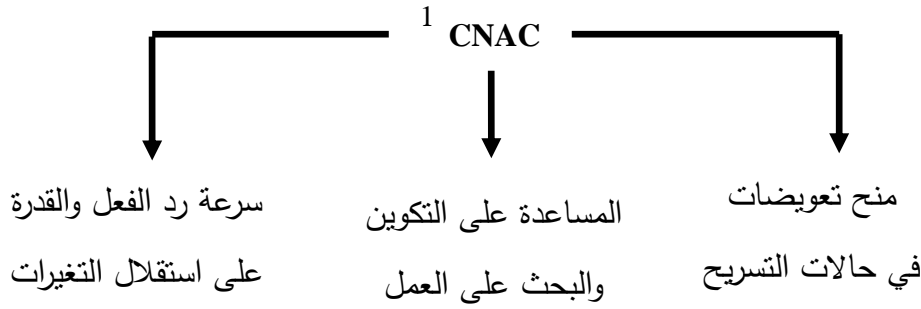 CNAC 1
منح تعويضات
في حالات التسريح
المساعدة على التكوين
والبحث على العمل
سرعة رد الفعل والقدرة
على استقلال التغيرات